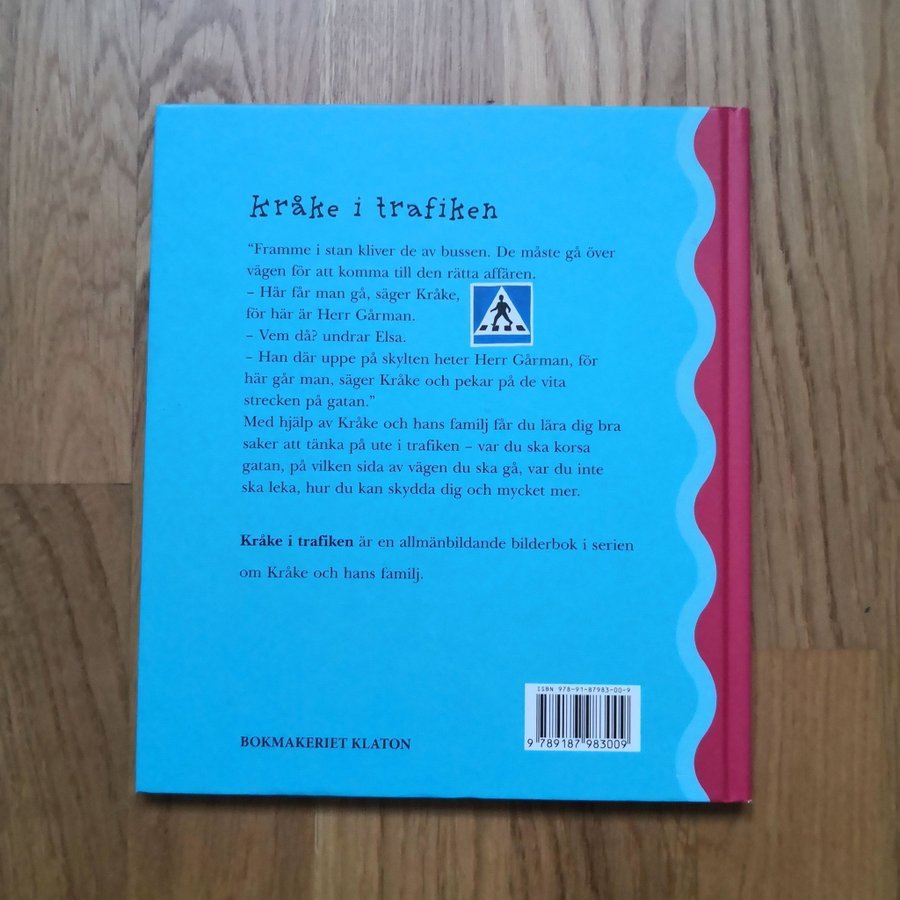 kråke i trafiken
“Framme i stan kliver de av bussen. De måste gå över
vägen för att komma till den rätta affären.
– Här får man gå, säger Kråke,
för här är Herr Gårman.
– Vem då? undrar Elsa.
– Han där uppe på skylten heter Herr Gårman, för
här går man, säger Kråke och pekar på de vita
strecken på gatan.”
Med hjälp av Kråke och hans familj får du lära dig bra
saker att tänka på ute i trafiken – var du ska korsa
gatan, på vilken sida av vägen du ska gå, var du inte
ska leka, hur du kan skydda dig och mycket mer.
Kråke i trafiken är en allmänbildande bilderbok i serien
om Kråke och hans familj.
ISBN 978-91-87983-00-9
9 789187 983009
BOKMAKERIET KLATON